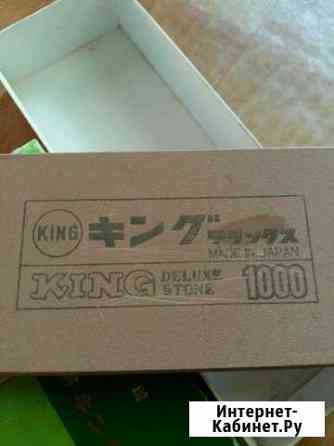 KING キング デラックス
MADE IN JAPAN
KING DELUXE STONE 1000
Интернет-
Кабинет.Ру